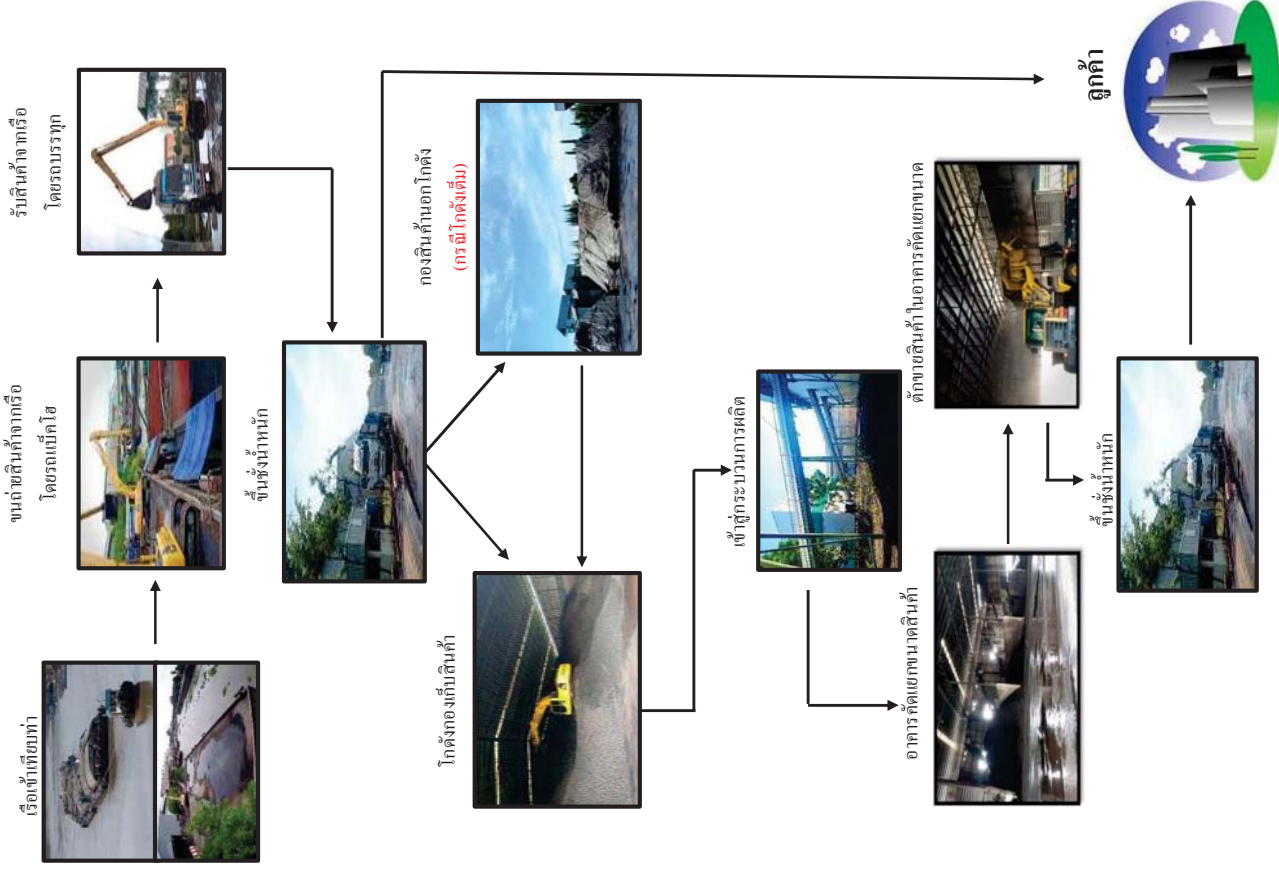 เรือเข้าเทียบท่า
ขนถ่ายสินค้าจากเรือ
โดยรถแบ็คโฮ
รับสินค้าจากเรือ
โดยรถบรรทุก
ขึ้นชั่งน้ำหนัก
กองสินค้านอกโกดัง
(กรณีโกดังเต็ม)
โกดังกองเก็บสินค้า
เข้าสู่กระบวนการผลิต
อาคารคัดแยกขนาดสินค้า
ตักขายสินค้าในอาคารคัดแยกขนาด
ขึ้นชั่งน้ำหนัก
ลูกค้า